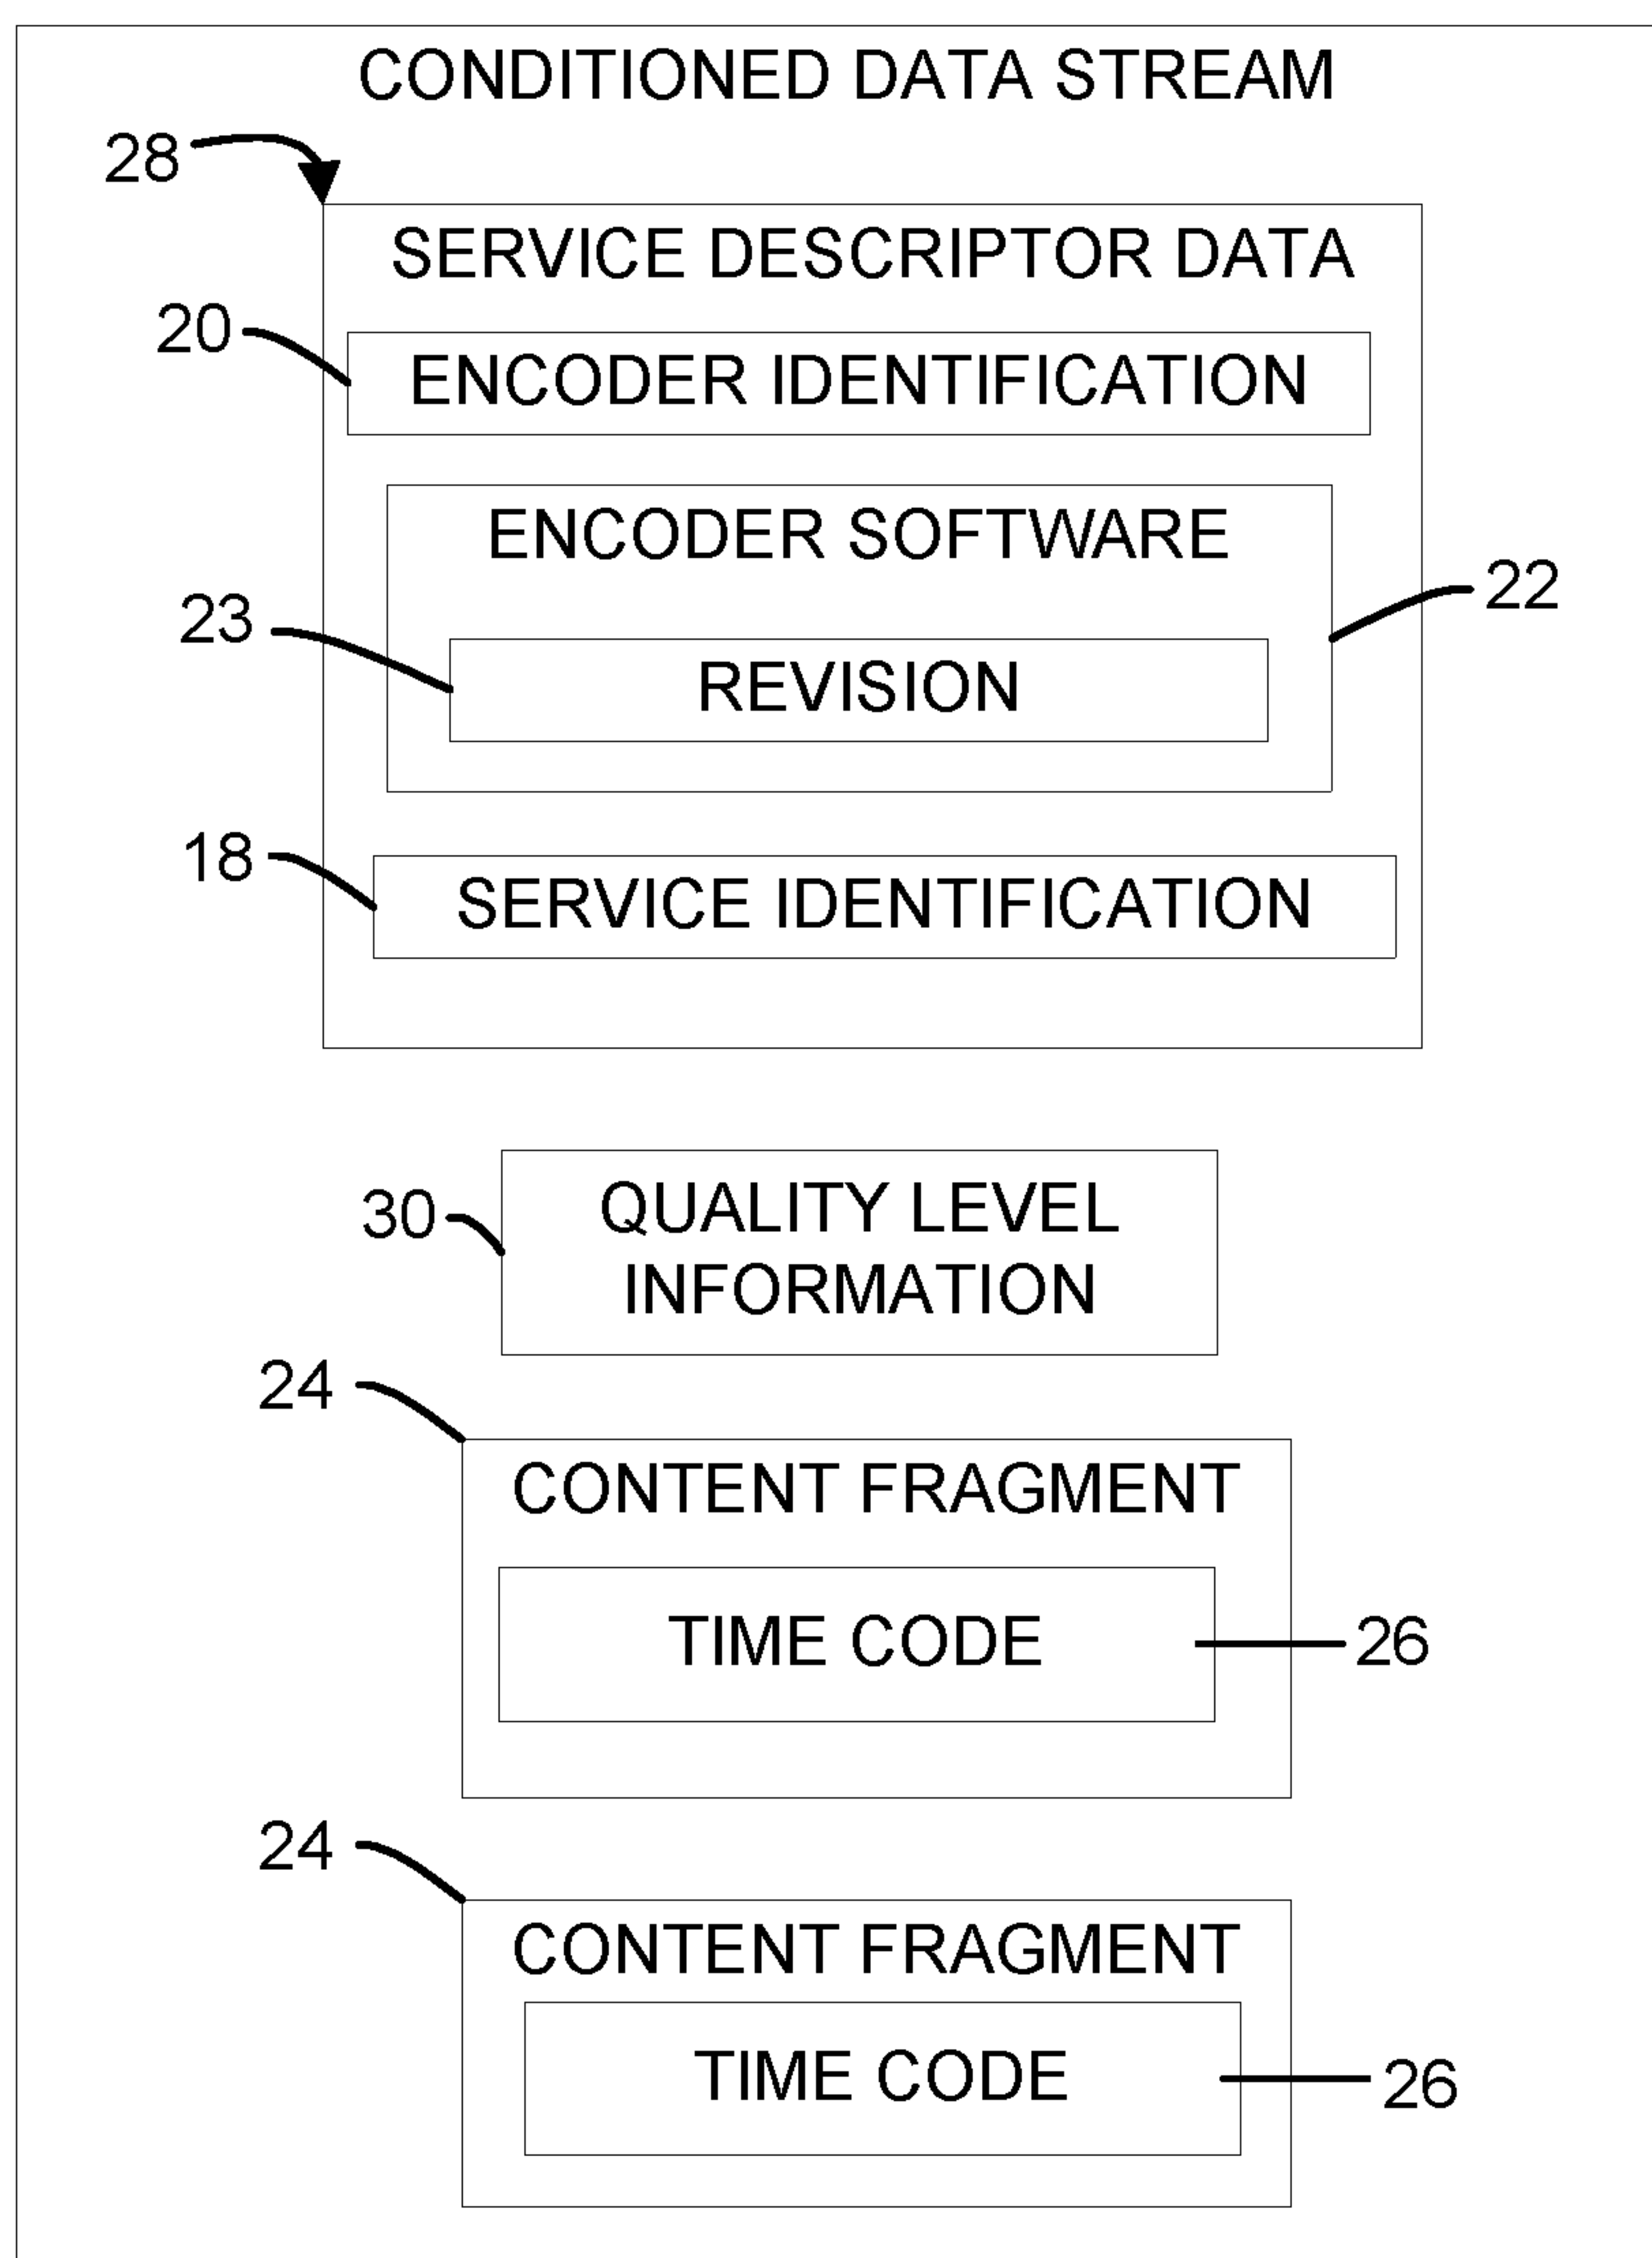 CONDITIONED DATA STREAM
28
SERVICE DESCRIPTOR DATA
20
ENCODER IDENTIFICATION
ENCODER SOFTWARE
22
23
REVISION
18
SERVICE IDENTIFICATION
30
QUALITY LEVEL
INFORMATION
24
CONTENT FRAGMENT
TIME CODE
26
24
CONTENT FRAGMENT
TIME CODE
26